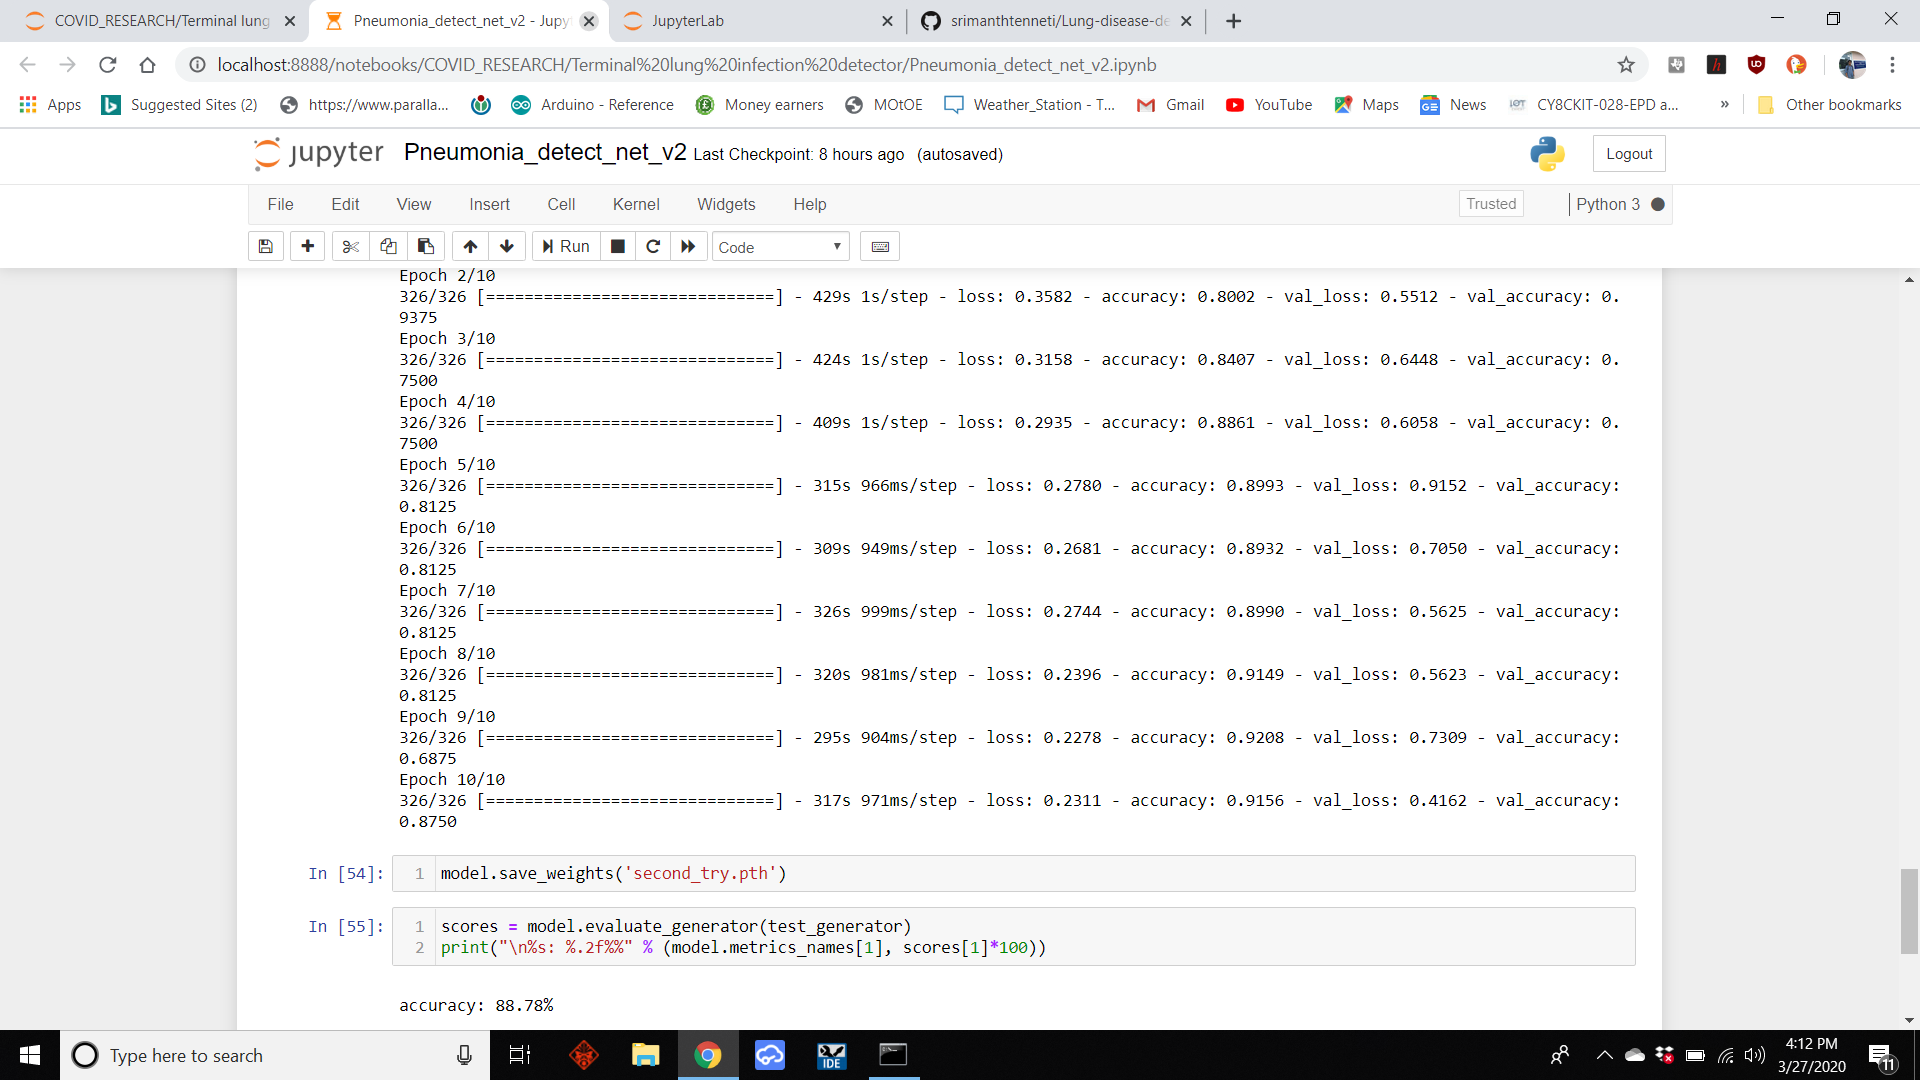 COVID_RESEARCH/Terminal lung
Pneumonia_detect_net_v2 - Jupy
JupyterLab
srimanthtenneti/Lung-disease-de
localhost:8888/notebooks/COVID_RESEARCH/Terminal%20lung%20infection%20detector/Pneumonia_detect_net_v2.ipynb
Apps
Suggested Sites (2)
https://www.paralla...
Arduino - Reference
Money earners
MOtOE
Weather_Station - T...
Gmail
YouTube
Maps
News
CY8CKIT-028-EPD a...
»
Other bookmarks
jupyter
Pneumonia_detect_net_v2 Last Checkpoint: 8 hours ago (autosaved)
Logout
File Edit View Insert Cell Kernel Widgets Help
Trusted
Python 3
Run
Code
Epoch 2/10
326/326 [==============================] - 429s 1s/step - loss: 0.3582 - accuracy: 0.8002 - val_loss: 0.5512 - val_accuracy: 0.
9375
Epoch 3/10
326/326 [==============================] - 424s 1s/step - loss: 0.3158 - accuracy: 0.8407 - val_loss: 0.6448 - val_accuracy: 0.
7500
Epoch 4/10
326/326 [==============================] - 409s 1s/step - loss: 0.2935 - accuracy: 0.8861 - val_loss: 0.6058 - val_accuracy: 0.
7500
Epoch 5/10
326/326 [==============================] - 315s 966ms/step - loss: 0.2780 - accuracy: 0.8993 - val_loss: 0.9152 - val_accuracy:
0.8125
Epoch 6/10
326/326 [==============================] - 309s 949ms/step - loss: 0.2681 - accuracy: 0.8932 - val_loss: 0.7050 - val_accuracy:
0.8125
Epoch 7/10
326/326 [==============================] - 326s 999ms/step - loss: 0.2744 - accuracy: 0.8990 - val_loss: 0.5625 - val_accuracy:
0.8125
Epoch 8/10
326/326 [==============================] - 320s 981ms/step - loss: 0.2396 - accuracy: 0.9149 - val_loss: 0.5623 - val_accuracy:
0.8125
Epoch 9/10
326/326 [==============================] - 295s 904ms/step - loss: 0.2278 - accuracy: 0.9208 - val_loss: 0.7309 - val_accuracy:
0.6875
Epoch 10/10
326/326 [==============================] - 317s 971ms/step - loss: 0.2311 - accuracy: 0.9156 - val_loss: 0.4162 - val_accuracy:
0.8750
In [54]:
1 model.save_weights('second_try.pth')
In [55]:
1 scores = model.evaluate_generator(test_generator)
2 print("\n%s: %.2f%%" % (model.metrics_names[1], scores[1]*100))
accuracy: 88.78%
Type here to search
IDE
4:12 PM
3/27/2020
11